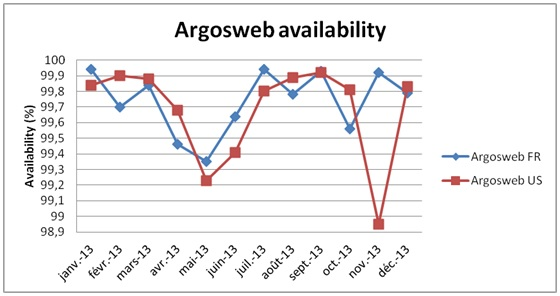 Argosweb availability
Availability (%)
100
99,9
99,8
99,7
99,6
99,5
99,4
99,3
99,2
99,1
99
98,9
janv.-13
févr.-13
mars-13
avr.-13
mai-13
juin-13
juil.-13
août-13
sept.-13
oct.-13
nov.-13
déc.-13
Argosweb FR
Argosweb US